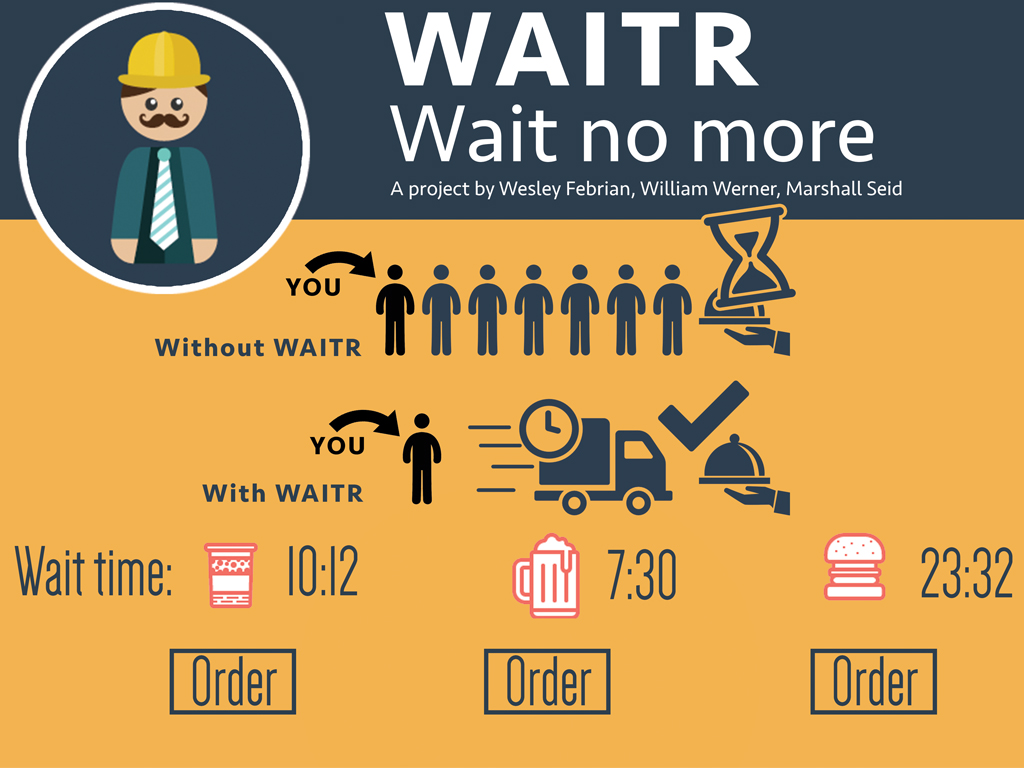 WAITR
Wait no more
A project by Wesley Febrian, William Werner, Marshall Seid
YOU
Without WAITR
YOU
With WAITR
Wait time: 10:12 7:30 23:32
Order Order Order